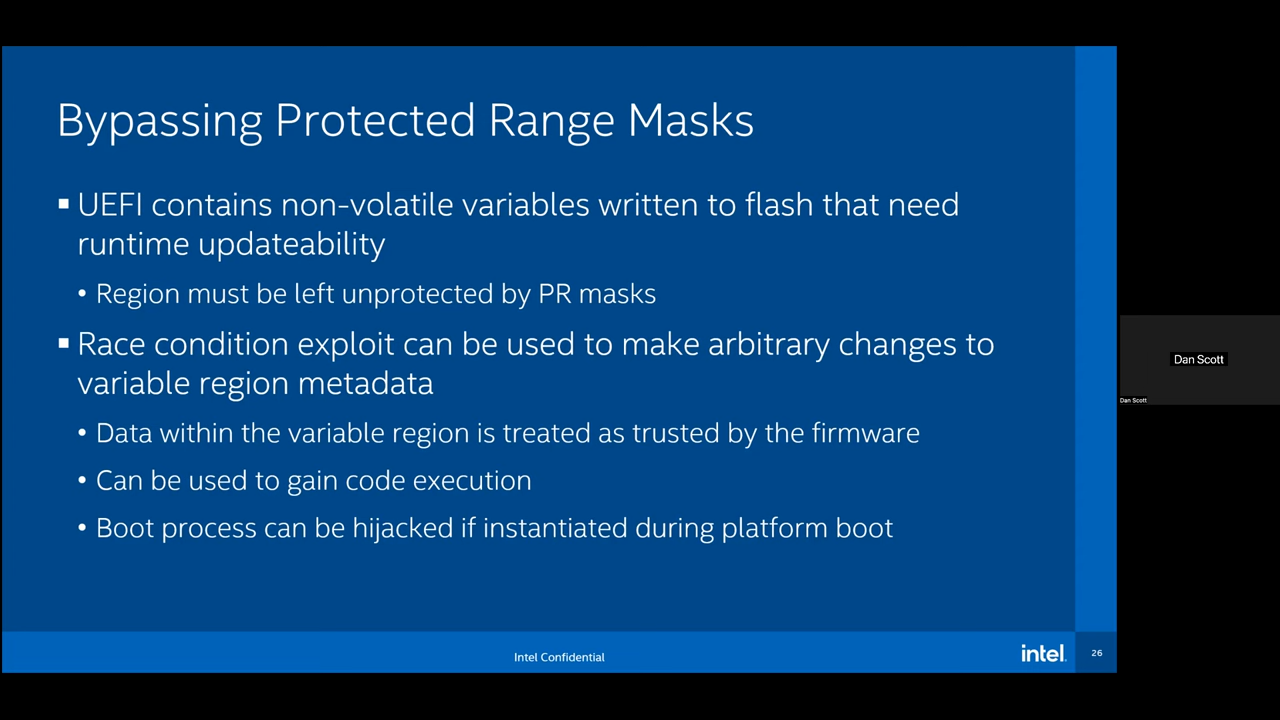 Bypassing Protected Range Masks
▪ UEFI contains non-volatile variables written to flash that need
runtime updateability
• Region must be left unprotected by PR masks
▪ Race condition exploit can be used to make arbitrary changes to
variable region metadata
• Data within the variable region is treated as trusted by the firmware
• Can be used to gain code execution
• Boot process can be hijacked if instantiated during platform boot
Intel Confidential
intel.
26
Dan Scott
Dan Scott